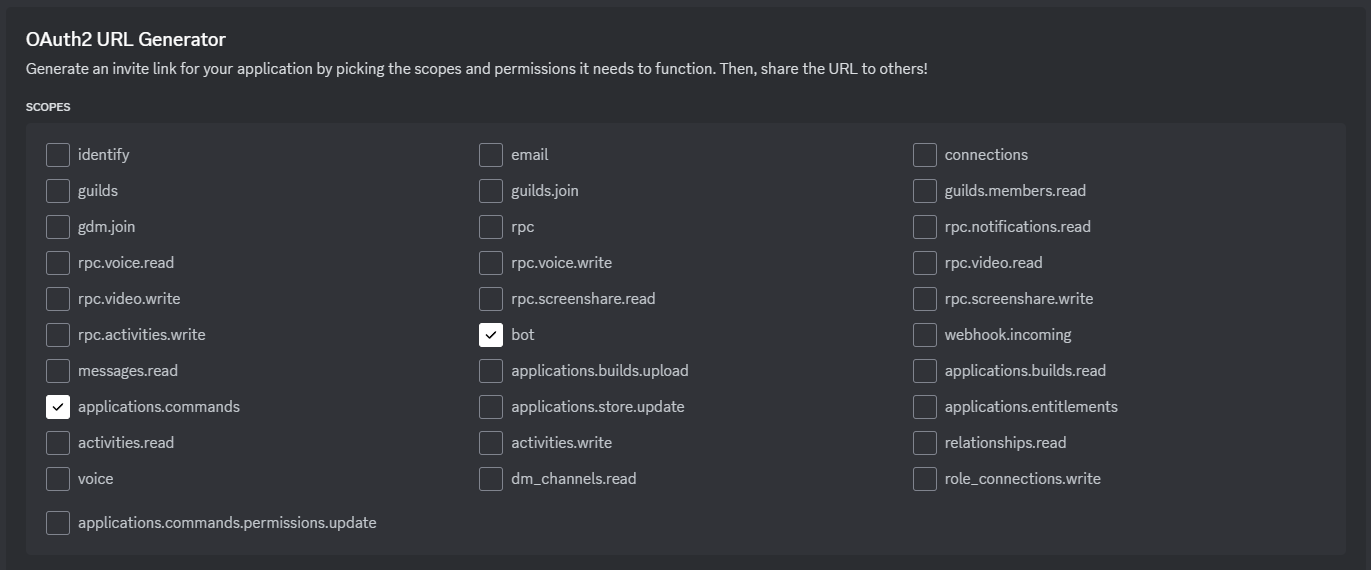 OAuth2 URL Generator
Generate an invite link for your application by picking the scopes and permissions it needs to function. Then, share the URL to others!
SCOPES
identify email connections
guilds guilds.join guilds.members.read
gdm.join rpc rpc.notifications.read
rpc.voice.read rpc.voice.write rpc.video.read
rpc.video.write rpc.screenshare.read rpc.screenshare.write
rpc.activities.write bot webhook.incoming
messages.read applications.builds.upload applications.builds.read
applications.commands applications.store.update applications.entitlements
activities.read activities.write relationships.read
voice dm_channels.read role_connections.write
applications.commands.permissions.update